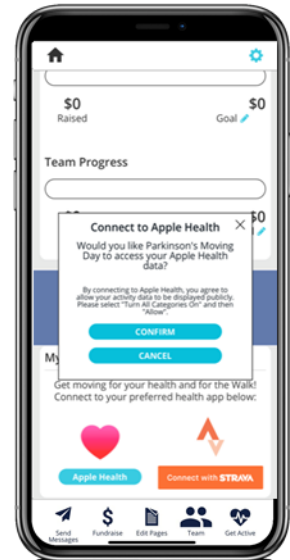 $0 $0
Raised Goal
Team Progress
$0
Connect to Apple Health
Would you like Parkinson's Moving
Day to access your Apple Health
data?
By connecting to Apple Health, you agree to
allow your activity data to be displayed publicly.
Please select "Turn All Categories On" and then
"Allow".
CONFIRM
CANCEL
My
Get moving for your health and for the Walk!
Connect to your preferred health app below:
Apple Health Connect with STRAVA
Send Fundraise Edit Pages Team Get Active
Messages